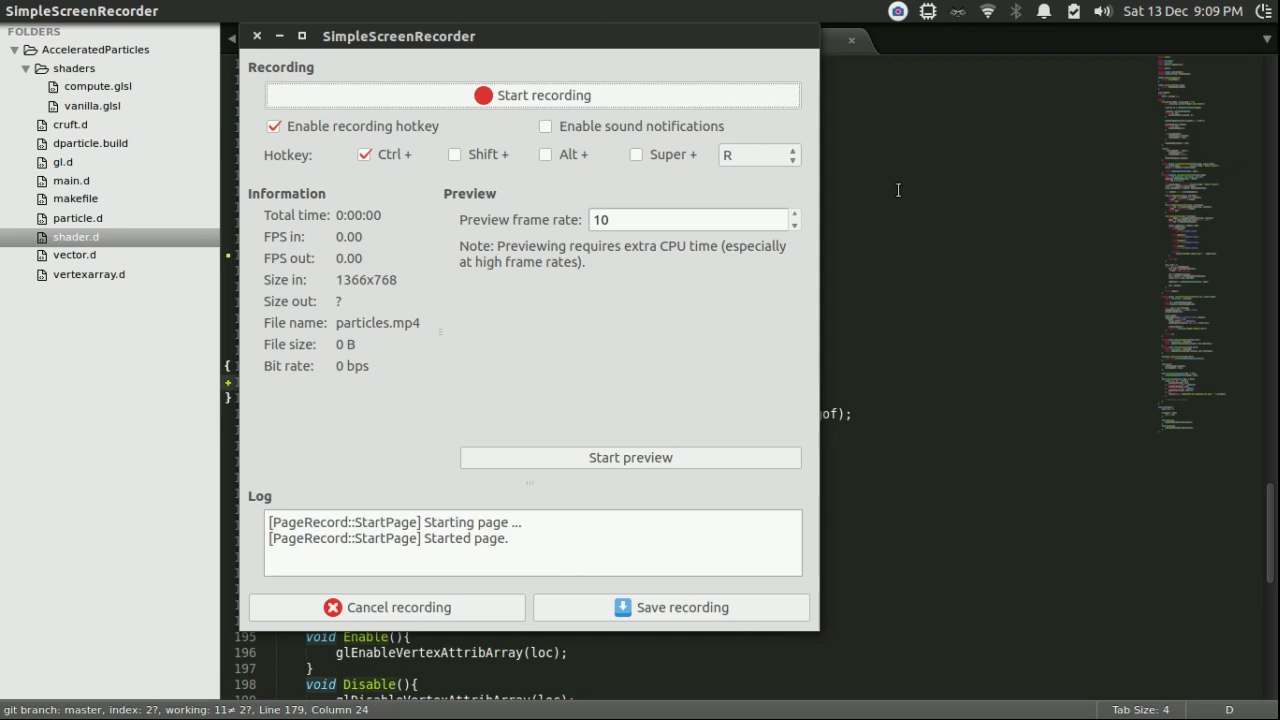 SimpleScreenRecorder
Sat 13 Dec 9:09 PM
FOLDERS
AcceleratedParticles
shaders
compute.glsl
vanilla.glsl
cruft.d
dparticle.build
gl.d
main.d
makefile
particle.d
shader.d
vector.d
vertexarray.d
SimpleScreenRecorder
Recording
Start recording
Enable recording hotkey
Enable sound notifications
Hotkey: Ctrl + Shift + Alt + Super + R
Information
Total time: 0:00:00
FPS in: 0.00
FPS out: 0.00
Size in: 1366x768
Size out: ?
File name: particles.mp4
File size: 0 B
Bit rate: 0 bps
Preview
Preview frame rate: 10
Note: Previewing requires extra CPU time (especially
at high frame rates).
Start preview
Log
[PageRecord::StartPage] Starting page ...
[PageRecord::StartPage] Started page.
Cancel recording
Save recording
{
}
of);
195 void Enable(){
196 glEnableVertexAttribArray(loc);
197 }
198 void Disable(){
git branch: master, index: 2?, working: 11≠ 2?, Line 179, Column 24
Tab Size: 4
D